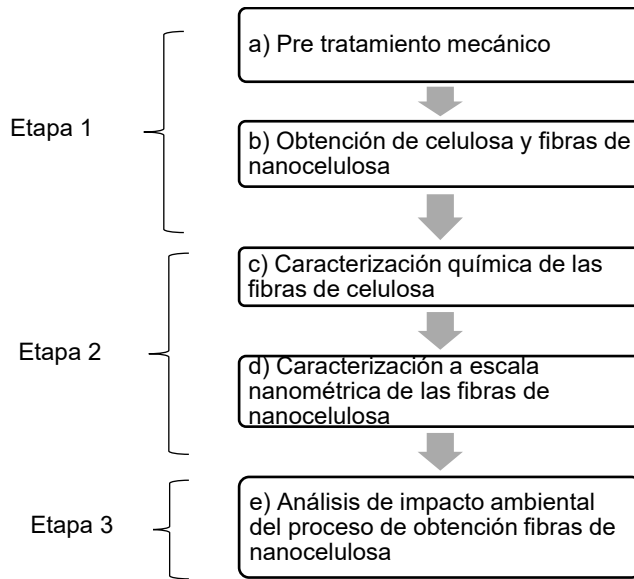 a) Pre tratamiento mecánico
Etapa 1
b) Obtención de celulosa y fibras de
nanocelulosa
c) Caracterización química de las
fibras de celulosa
Etapa 2
d) Caracterización a escala
nanométrica de las fibras de
nanocelulosa
e) Análisis de impacto ambiental
del proceso de obtención fibras de
nanocelulosa
Etapa 3